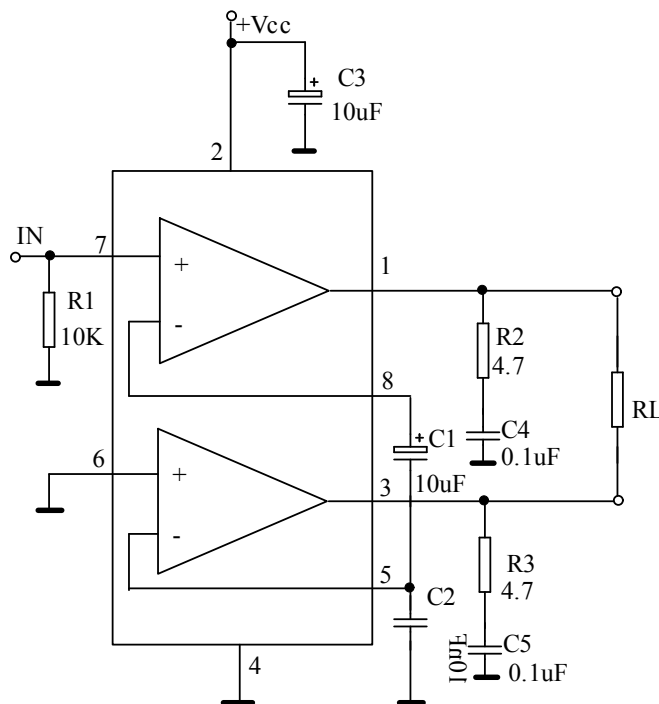 +Vcc
C3
+
10uF
2
IN
7
1
+
R1
10K
R2
4.7
-
8
RL
+
C1
C4
10uF
0.1uF
6
3
+
R3
4.7
-
5
C2
4
10uF
C5
0.1uF